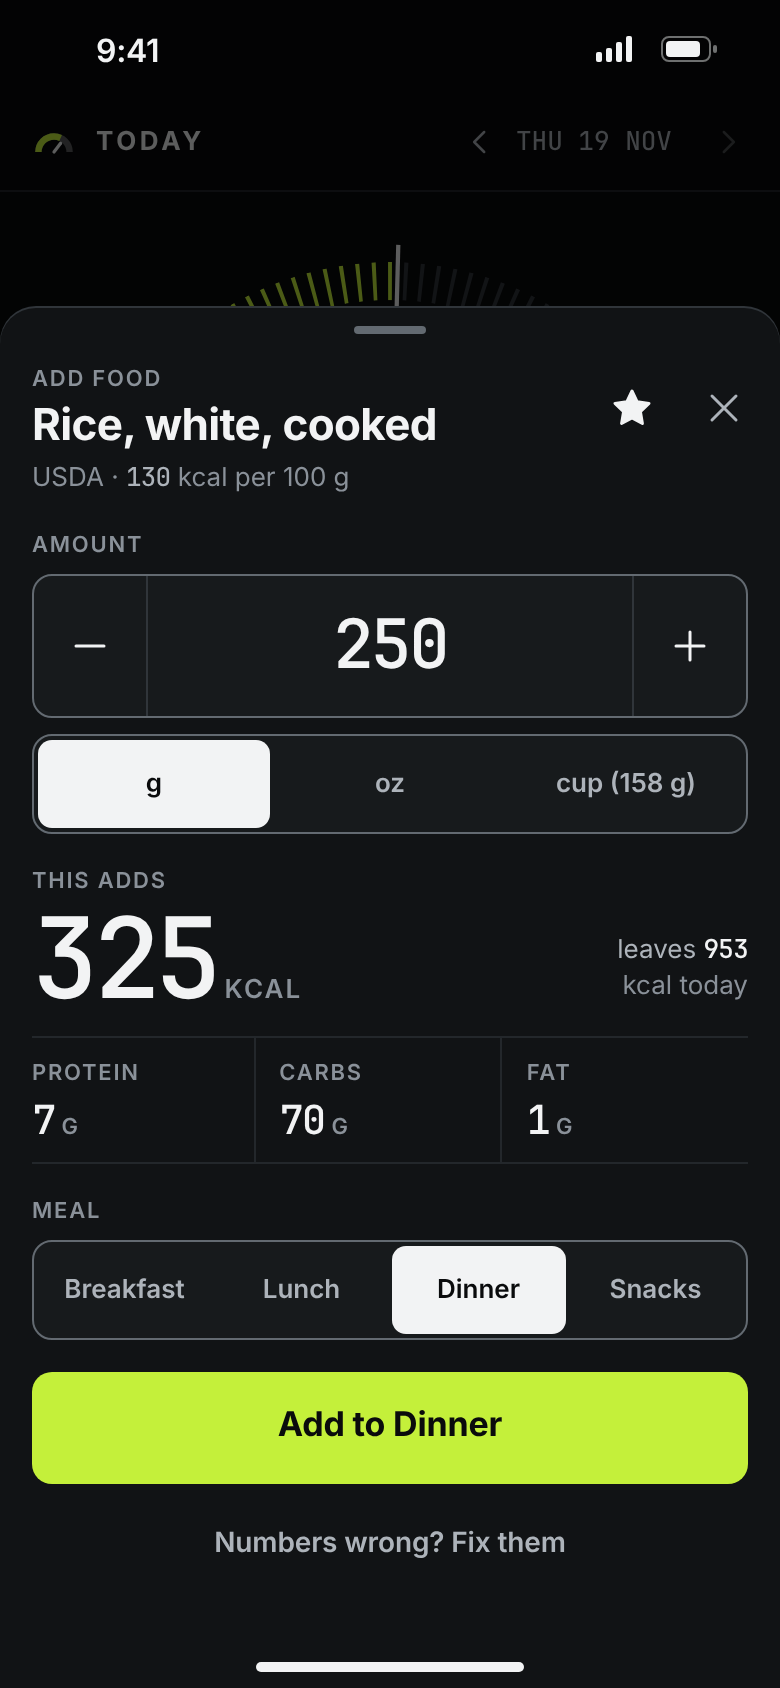 9:41
TODAY
THU 19 NOV
ADD FOOD
Rice, white, cooked
USDA · 130 kcal per 100 g
AMOUNT
250
g oz cup (158 g)
THIS ADDS
325 KCAL
leaves 953
kcal today
PROTEIN CARBS FAT
7 G 70 G 1 G
MEAL
Breakfast Lunch Dinner Snacks
Add to Dinner
Numbers wrong? Fix them